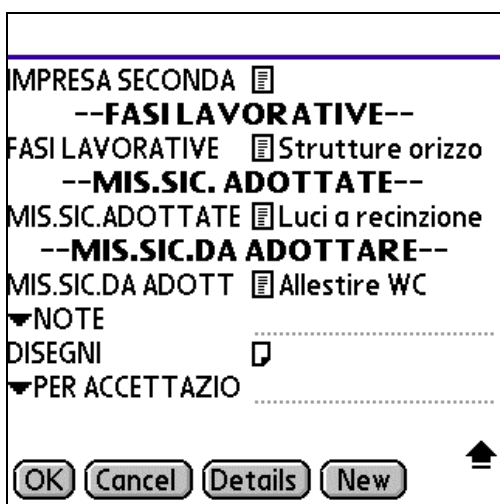 IMPRESA SECONDA
--FASI LAVORATIVE--
FASI LAVORATIVE Strutture orizzo
--MIS.SIC. ADOTTATE--
MIS.SIC.ADOTTATE Luci a recinzione
--MIS.SIC.DA ADOTTARE--
MIS.SIC.DA ADOTT Allestire WC
NOTE
DISEGNI
PER ACCETTAZIO
OK Cancel Details New